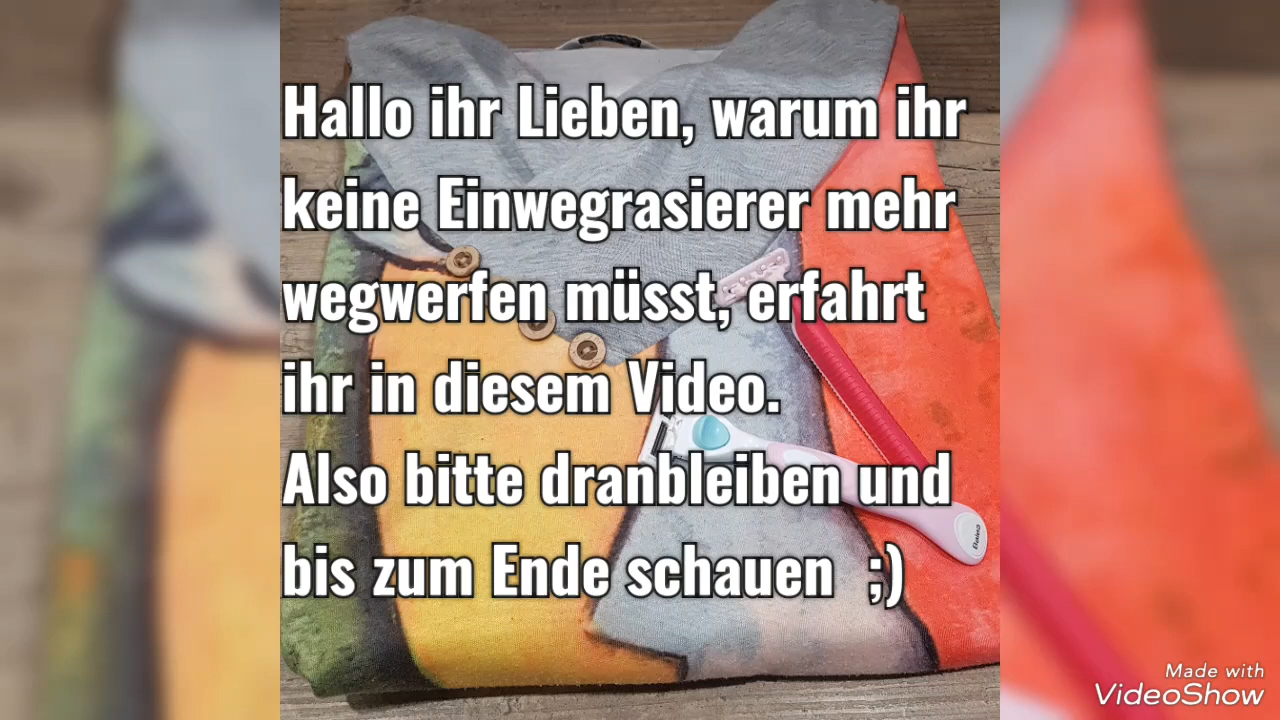 Hallo ihr Lieben, warum ihr
keine Einwegrasierer mehr
wegwerfen müsst, erfahrt
ihr in diesem Video.
Also bitte dranbleiben und
bis zum Ende schauen ;)
Made with
VideoShow